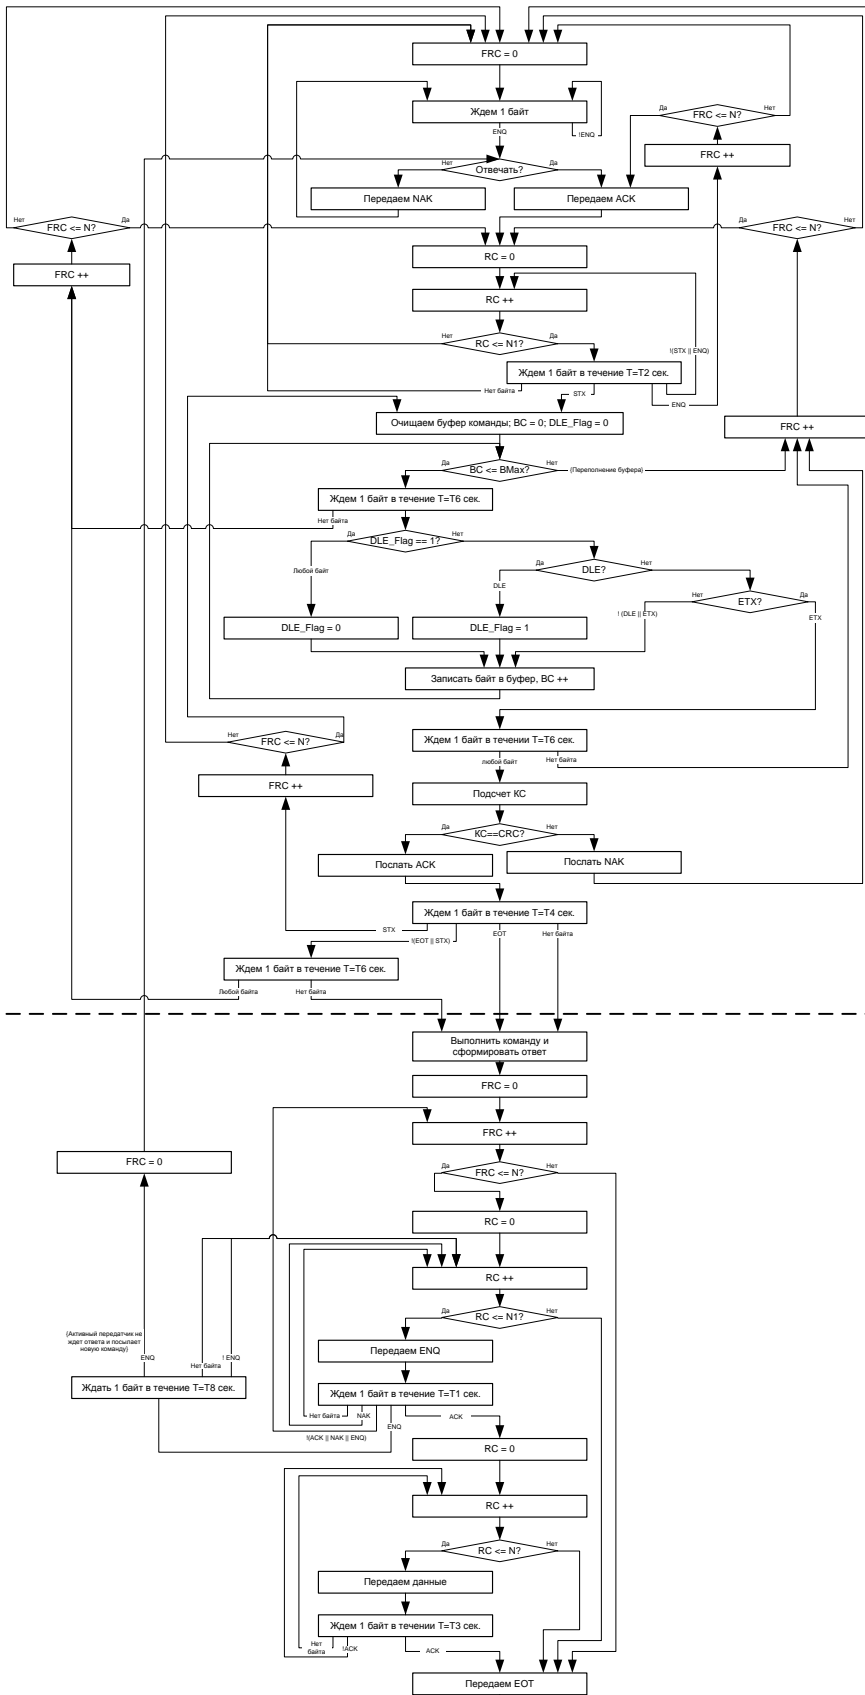 FRC = 0
Ждем 1 байт
ENQ
!ENQ
Да
FRC <= N?
Нет
FRC ++
Нет
Отвечать?
Да
Передаем NAK
Передаем ACK
Нет
FRC <= N?
Да
Да
FRC <= N?
Нет
FRC ++
RC = 0
RC ++
Нет
RC <= N1?
Да
!(STX || ENQ)
Ждем 1 байт в течение T=T2 сек.
Нет байта
STX
ENQ
Очищаем буфер команды; BC = 0; DLE_Flag = 0
FRC ++
Да
BC <= BMax?
Нет
(Переполнение буфера)
Ждем 1 байт в течение T=T6 сек.
Нет байта
Да
DLE_Flag == 1?
Нет
Любой байт
Да
DLE?
Нет
DLE
Нет
ETX?
Да
! (DLE || ETX)
ETX
DLE_Flag = 0
DLE_Flag = 1
Записать байт в буфер, BC ++
Нет
FRC <= N?
Да
Ждем 1 байт в течении T=T6 сек.
любой байт
Нет байта
FRC ++
Подсчет КС
Да
КС==CRC?
Нет
Послать ACK
Послать NAK
Ждем 1 байт в течение T=T4 сек.
STX
!(EOT || STX)
EOT
Нет байта
Ждем 1 байт в течение T=T6 сек.
Любой байта
Нет байта
Выполнить команду и
сформировать ответ
FRC = 0
FRC ++
FRC = 0
Да
FRC <= N?
Нет
RC = 0
RC ++
Да
RC <= N1?
Нет
(Активный передатчик не
ждет ответа и посылает
новую команду)
ENQ
Нет байта
! ENQ
Передаем ENQ
Ждать 1 байт в течение T=T8 сек.
Ждем 1 байт в течение T=T1 сек.
Нет байта
NAK
ENQ
ACK
!(ACK || NAK || ENQ)
RC = 0
RC ++
Да
RC <= N?
Нет
Передаем данные
Ждем 1 байт в течении T=T3 сек.
Нет
байта
!ACK
ACK
Передаем EOT